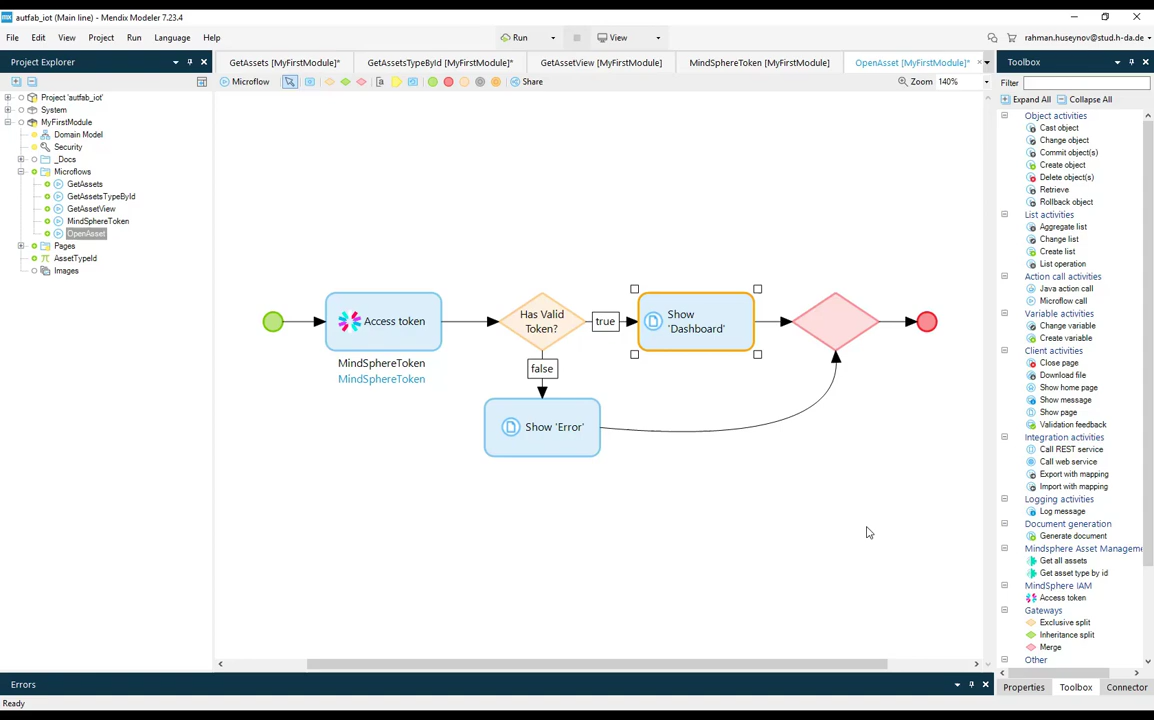 mx autfab_iot (Main line) - Mendix Modeler 7.23.4
File Edit View Project Run Language Help
Run View
rahman.huseynov@stud.h-da.de
Project Explorer
GetAssets [MyFirstModule]*
GetAssetsTypeById [MyFirstModule]*
GetAssetView [MyFirstModule]
MindSphereToken [MyFirstModule]
OpenAsset [MyFirstModule]*
Toolbox
Microflow
Share
Zoom 140%
Filter
Expand All Collapse All
Project 'autfab_iot'
System
MyFirstModule
Domain Model
Security
_Docs
Microflows
GetAssets
GetAssetsTypeById
GetAssetView
MindSphereToken
OpenAsset
Pages
AssetTypeId
Images
Access token
MindSphereToken
MindSphereToken
Has Valid
Token?
true
false
Show
'Dashboard'
Show 'Error'
Object activities
Cast object
Change object
Commit object(s)
Create object
Delete object(s)
Retrieve
Rollback object
List activities
Aggregate list
Change list
Create list
List operation
Action call activities
Java action call
Microflow call
Variable activities
Change variable
Create variable
Client activities
Close page
Download file
Show home page
Show message
Show page
Validation feedback
Integration activities
Call REST service
Call web service
Export with mapping
Import with mapping
Logging activities
Log message
Document generation
Generate document
Mindsphere Asset Manageme
Get all assets
Get asset type by id
MindSphere IAM
Access token
Gateways
Exclusive split
Inheritance split
Merge
Other
Properties Toolbox Connector
Errors
Ready